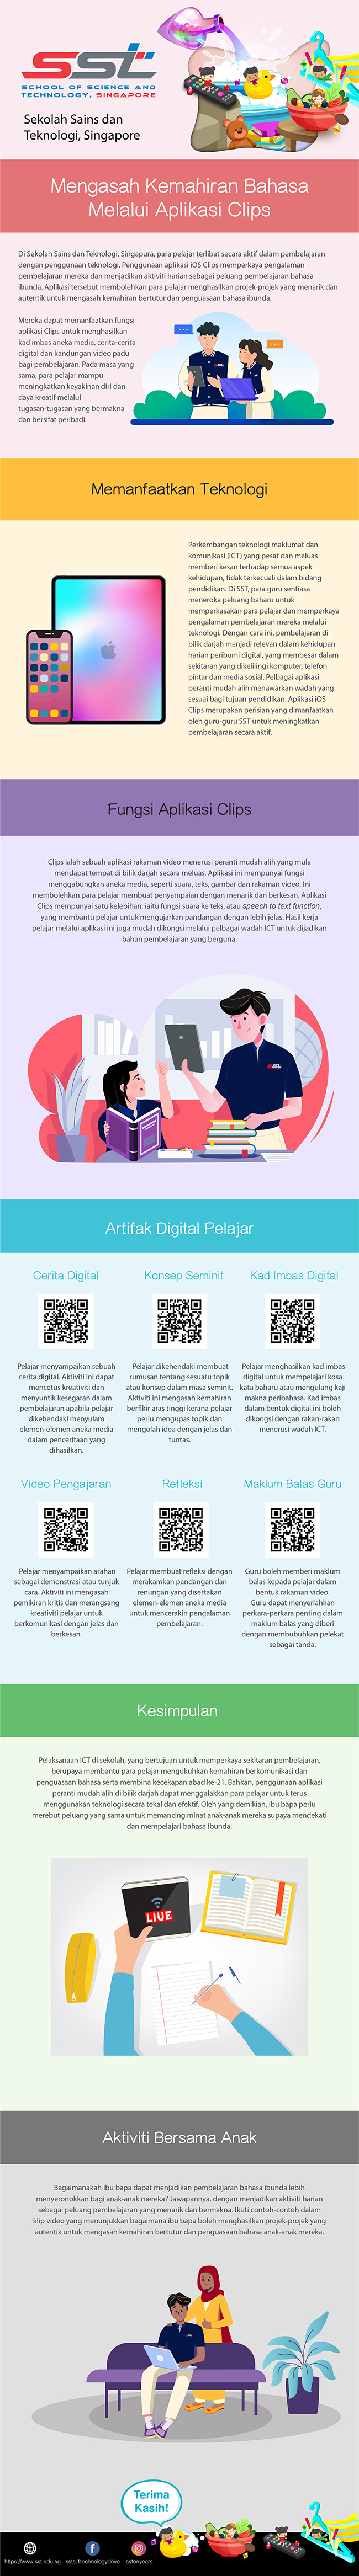 SST
SCHOOL OF SCIENCE AND
TECHNOLOGY, SINGAPORE
Sekolah Sains dan
Teknologi, Singapore
Mengasah Kemahiran Bahasa
Melalui Aplikasi Clips
Di Sekolah Sains dan Teknologi, Singapura, para pelajar terlibat secara aktif dalam pembelajaran
dengan penggunaan teknologi. Penggunaan aplikasi iOS Clips memperkaya pengalaman
pembelajaran mereka dan menjadikan aktiviti harian sebagai peluang pembelajaran bahasa
ibunda. Aplikasi tersebut membolehkan para pelajar menghasilkan projek-projek yang menarik dan
autentik untuk mengasah kemahiran bertutur dan penguasaan bahasa ibunda.
Mereka dapat memanfaatkan fungsi
aplikasi Clips untuk menghasilkan
kad imbas aneka media, cerita-cerita
digital dan kandungan video padu
bagi pembelajaran. Pada masa yang
sama, para pelajar mampu
meningkatkan keyakinan diri dan
daya kreatif melalui
tugasan-tugasan yang bermakna
dan bersifat peribadi.
Memanfaatkan Teknologi
Perkembangan teknologi maklumat dan
komunikasi (ICT) yang pesat dan meluas
memberi kesan terhadap semua aspek
kehidupan, tidak terkecuali dalam bidang
pendidikan. Di SST, para guru sentiasa
meneroka peluang baharu untuk
memperkasakan para pelajar dan memperkaya
pengalaman pembelajaran mereka melalui
teknologi. Dengan cara ini, pembelajaran di
bilik darjah menjadi relevan dalam kehidupan
harian peribumi digital, yang membesar dalam
sekitaran yang dikelilingi komputer, telefon
pintar dan media sosial. Pelbagai aplikasi
peranti mudah alih menawarkan wadah yang
sesuai bagi tujuan pendidikan. Aplikasi iOS
Clips merupakan perisian yang dimanfaatkan
oleh guru-guru SST untuk meningkatkan
pembelajaran secara aktif.
Fungsi Aplikasi Clips
Clips ialah sebuah aplikasi rakaman video menerusi peranti mudah alih yang mula
mendapat tempat di bilik darjah secara meluas. Aplikasi ini mempunyai fungsi
menggabungkan aneka media, seperti suara, teks, gambar dan rakaman video. Ini
membolehkan para pelajar membuat penyampaian dengan menarik dan berkesan. Aplikasi
Clips mempunyai satu kelebihan, iaitu fungsi suara ke teks, atau speech to text function,
yang membantu pelajar untuk mengujarkan pandangan dengan lebih jelas. Hasil kerja
pelajar melalui aplikasi ini juga mudah dikongsi melalui pelbagai wadah ICT untuk dijadikan
bahan pembelajaran yang berguna.
SST
Artifak Digital Pelajar
Cerita Digital
Pelajar menyampaikan sebuah
cerita digital. Aktiviti ini dapat
mencetus kreativiti dan
menyuntik kesegaran dalam
pembelajaran apabila pelajar
dikehendaki menyulam
elemen-elemen aneka media
dalam penceritaan yang
dihasilkan.
Konsep Seminit
Pelajar dikehendaki membuat
rumusan tentang sesuatu topik
atau konsep dalam masa seminit.
Aktiviti ini mengasah kemahiran
berfikir aras tinggi kerana pelajar
perlu mengupas topik dan
mengolah idea dengan jelas dan
tuntas.
Kad Imbas Digital
Pelajar menghasilkan kad imbas
digital untuk mempelajari kosa
kata baharu atau mengulang kaji
makna peribahasa. Kad imbas
dalam bentuk digital ini boleh
dikongsi dengan rakan-rakan
menerusi wadah ICT.
Video Pengajaran
Pelajar menyampaikan arahan
sebagai demonstrasi atau tunjuk
cara. Aktiviti ini mengasah
pemikiran kritis dan merangsang
kreativiti pelajar untuk
berkomunikasi dengan jelas dan
berkesan.
Refleksi
Pelajar membuat refleksi dengan
merakamkan pandangan dan
renungan yang disertakan
elemen-elemen aneka media
untuk mencerakin pengalaman
pembelajaran.
Maklum Balas Guru
Guru boleh memberi maklum
balas kepada pelajar dalam
bentuk rakaman video.
Guru dapat menyerlahkan
perkara-perkara penting dalam
maklum balas yang diberi
dengan membubuhkan pelekat
sebagai tanda.
Kesimpulan
Pelaksanaan ICT di sekolah, yang bertujuan untuk memperkaya sekitaran pembelajaran,
berupaya membantu para pelajar mengukuhkan kemahiran berkomunikasi dan
penguasaan bahasa serta membina kecekapan abad ke-21. Bahkan, penggunaan aplikasi
peranti mudah alih di bilik darjah dapat menggalakkan para pelajar untuk terus
menggunakan teknologi secara tekal dan efektif. Oleh yang demikian, ibu bapa perlu
merebut peluang yang sama untuk memancing minat anak-anak mereka supaya mendekati
dan mempelajari bahasa ibunda.
LIVE
Aktiviti Bersama Anak
Bagaimanakah ibu bapa dapat menjadikan pembelajaran bahasa ibunda lebih
menyeronokkan bagi anak-anak mereka? Jawapannya, dengan menjadikan aktiviti harian
sebagai peluang pembelajaran yang menarik dan bermakna. Ikuti contoh-contoh dalam
klip video yang menunjukkan bagaimana ibu bapa boleh menghasilkan projek-projek yang
autentik untuk mengasah kemahiran bertutur dan penguasaan bahasa anak-anak mereka.
Terima
Kasih!
https://www.sst.edu.sg
ssts.1technologydrive
sstenyears